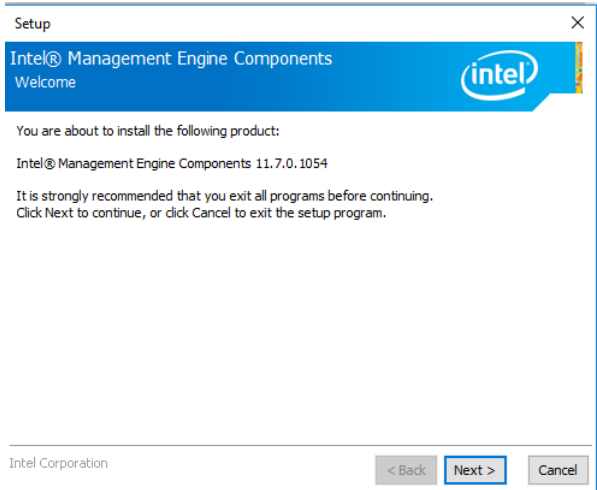 Setup
Intel® Management Engine Components
Welcome
intel
You are about to install the following product:
Intel® Management Engine Components 11.7.0.1054
It is strongly recommended that you exit all programs before continuing.
Click Next to continue, or click Cancel to exit the setup program.
Intel Corporation
< Back Next > Cancel